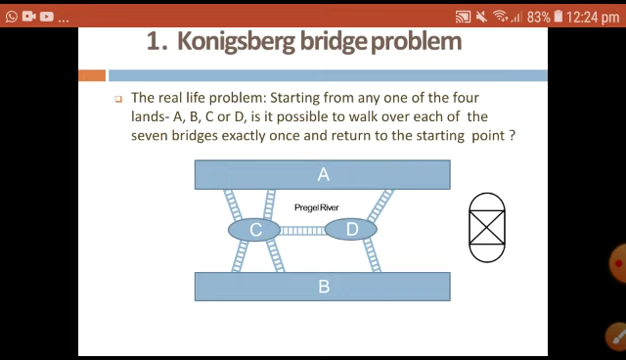 ... 83% 12:24 pm
1. Konigsberg bridge problem
The real life problem: Starting from any one of the four
lands- A, B, C or D, is it possible to walk over each of the
seven bridges exactly once and return to the starting point ?
A
Pregel River
C D
B